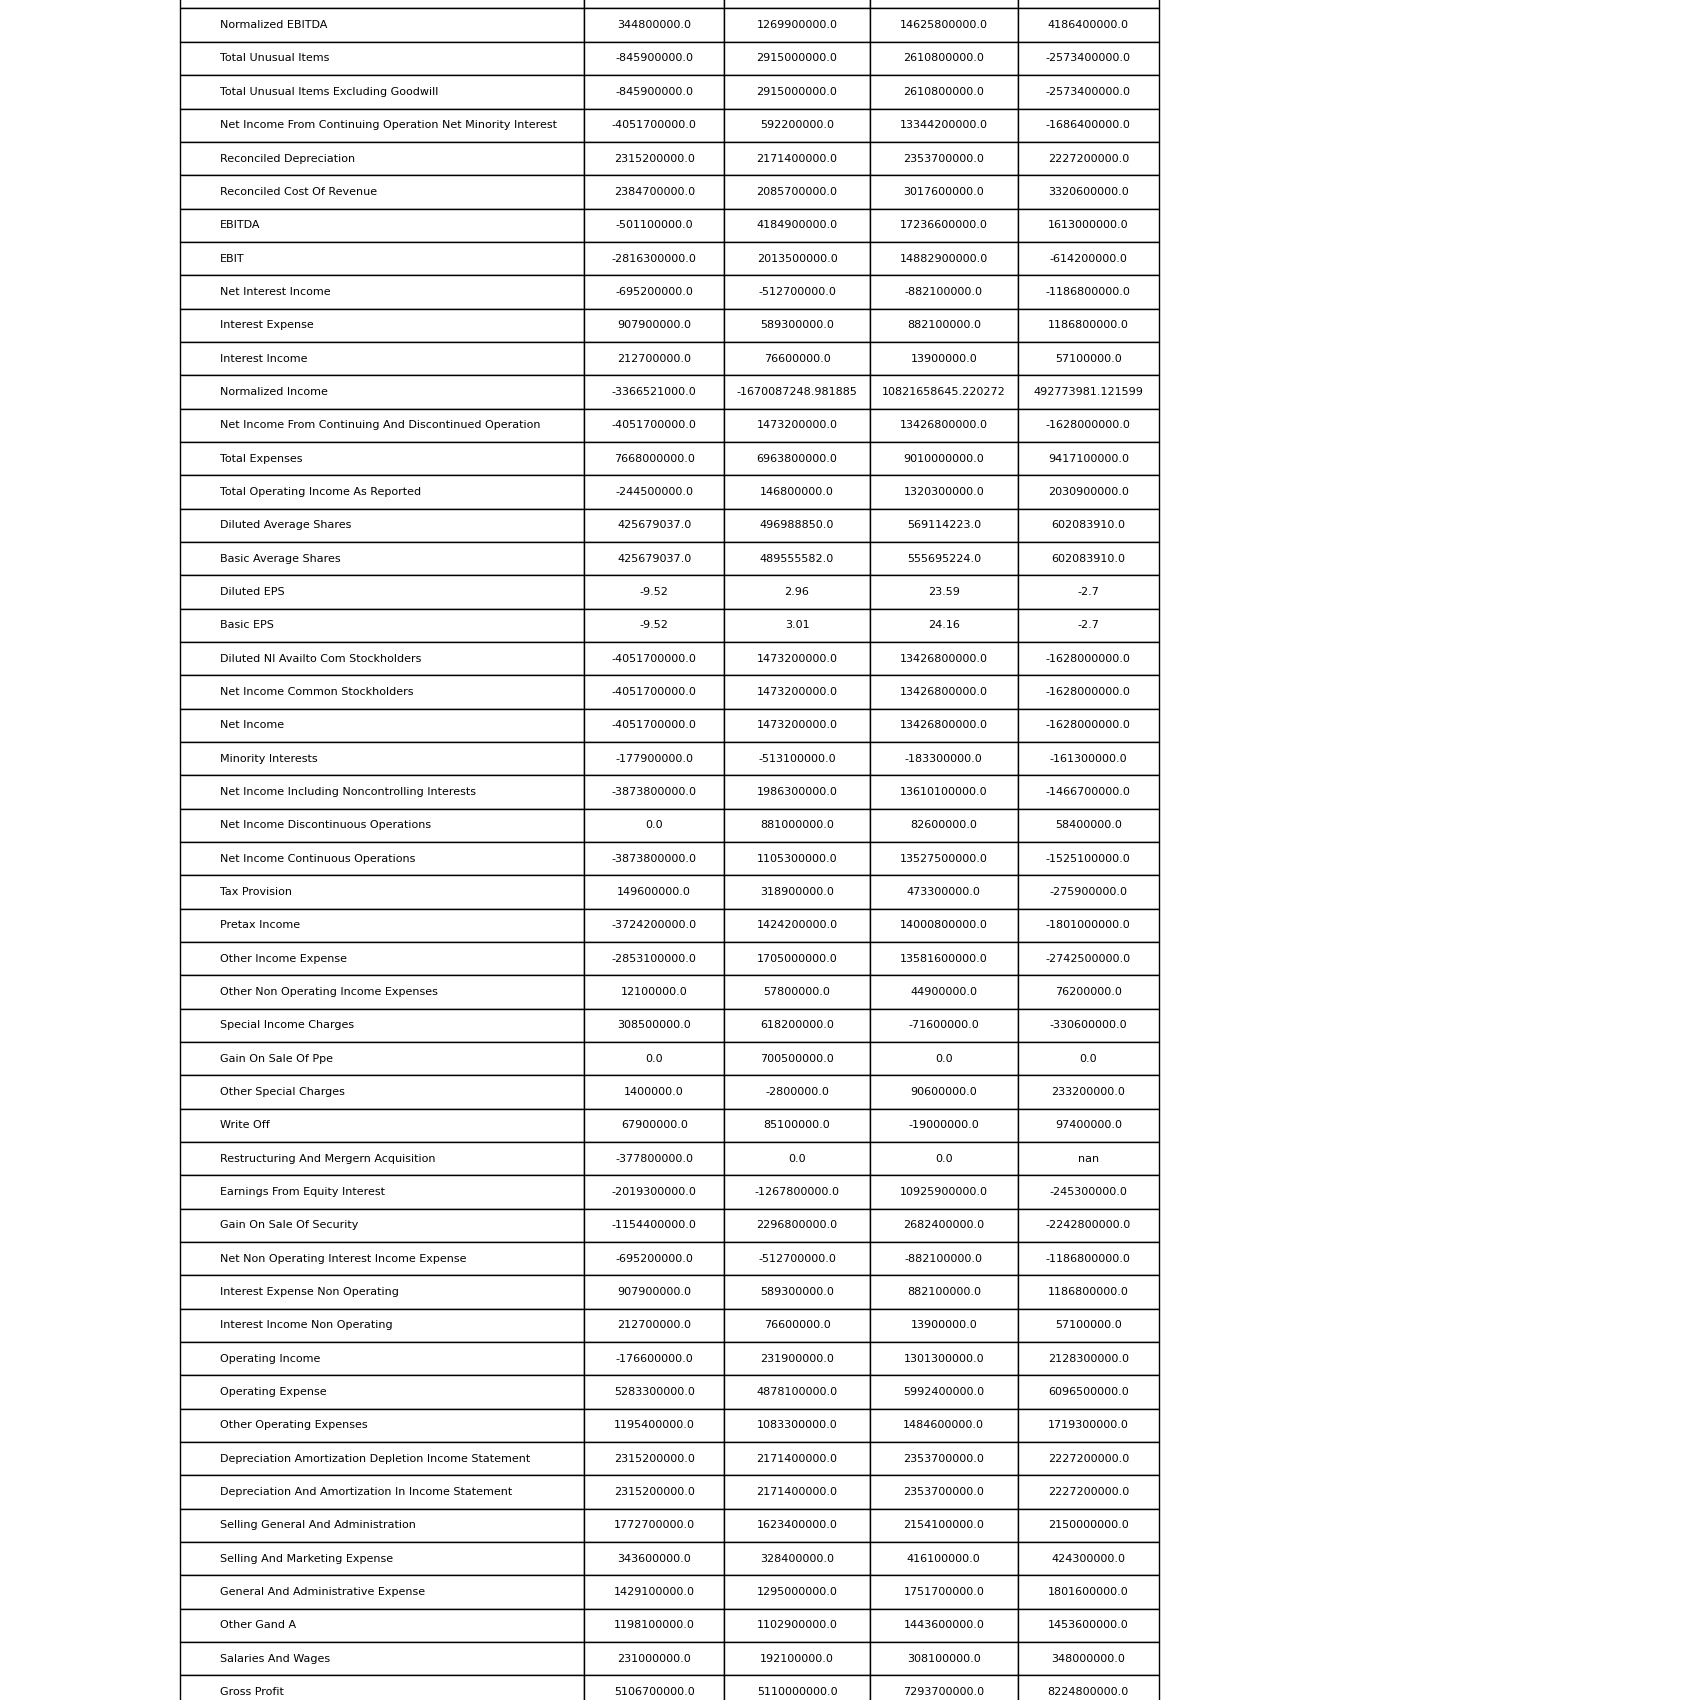 Normalized EBITDA 344800000.0 1269900000.0 14625800000.0 4186400000.0
Total Unusual Items -845900000.0 2915000000.0 2610800000.0 -2573400000.0
Total Unusual Items Excluding Goodwill -845900000.0 2915000000.0 2610800000.0 -2573400000.0
Net Income From Continuing Operation Net Minority Interest -4051700000.0 592200000.0 13344200000.0 -1686400000.0
Reconciled Depreciation 2315200000.0 2171400000.0 2353700000.0 2227200000.0
Reconciled Cost Of Revenue 2384700000.0 2085700000.0 3017600000.0 3320600000.0
EBITDA -501100000.0 4184900000.0 17236600000.0 1613000000.0
EBIT -2816300000.0 2013500000.0 14882900000.0 -614200000.0
Net Interest Income -695200000.0 -512700000.0 -882100000.0 -1186800000.0
Interest Expense 907900000.0 589300000.0 882100000.0 1186800000.0
Interest Income 212700000.0 76600000.0 13900000.0 57100000.0
Normalized Income -3366521000.0 -1670087248.981885 10821658645.220272 492773981.121599
Net Income From Continuing And Discontinued Operation -4051700000.0 1473200000.0 13426800000.0 -1628000000.0
Total Expenses 7668000000.0 6963800000.0 9010000000.0 9417100000.0
Total Operating Income As Reported -244500000.0 146800000.0 1320300000.0 2030900000.0
Diluted Average Shares 425679037.0 496988850.0 569114223.0 602083910.0
Basic Average Shares 425679037.0 489555582.0 555695224.0 602083910.0
Diluted EPS -9.52 2.96 23.59 -2.7
Basic EPS -9.52 3.01 24.16 -2.7
Diluted NI Availto Com Stockholders -4051700000.0 1473200000.0 13426800000.0 -1628000000.0
Net Income Common Stockholders -4051700000.0 1473200000.0 13426800000.0 -1628000000.0
Net Income -4051700000.0 1473200000.0 13426800000.0 -1628000000.0
Minority Interests -177900000.0 -513100000.0 -183300000.0 -161300000.0
Net Income Including Noncontrolling Interests -3873800000.0 1986300000.0 13610100000.0 -1466700000.0
Net Income Discontinuous Operations 0.0 881000000.0 82600000.0 58400000.0
Net Income Continuous Operations -3873800000.0 1105300000.0 13527500000.0 -1525100000.0
Tax Provision 149600000.0 318900000.0 473300000.0 -275900000.0
Pretax Income -3724200000.0 1424200000.0 14000800000.0 -1801000000.0
Other Income Expense -2853100000.0 1705000000.0 13581600000.0 -2742500000.0
Other Non Operating Income Expenses 12100000.0 57800000.0 44900000.0 76200000.0
Special Income Charges 308500000.0 618200000.0 -71600000.0 -330600000.0
Gain On Sale Of Ppe 0.0 700500000.0 0.0 0.0
Other Special Charges 1400000.0 -2800000.0 90600000.0 233200000.0
Write Off 67900000.0 85100000.0 -19000000.0 97400000.0
Restructuring And Mergern Acquisition -377800000.0 0.0 0.0 nan
Earnings From Equity Interest -2019300000.0 -1267800000.0 10925900000.0 -245300000.0
Gain On Sale Of Security -1154400000.0 2296800000.0 2682400000.0 -2242800000.0
Net Non Operating Interest Income Expense -695200000.0 -512700000.0 -882100000.0 -1186800000.0
Interest Expense Non Operating 907900000.0 589300000.0 882100000.0 1186800000.0
Interest Income Non Operating 212700000.0 76600000.0 13900000.0 57100000.0
Operating Income -176600000.0 231900000.0 1301300000.0 2128300000.0
Operating Expense 5283300000.0 4878100000.0 5992400000.0 6096500000.0
Other Operating Expenses 1195400000.0 1083300000.0 1484600000.0 1719300000.0
Depreciation Amortization Depletion Income Statement 2315200000.0 2171400000.0 2353700000.0 2227200000.0
Depreciation And Amortization In Income Statement 2315200000.0 2171400000.0 2353700000.0 2227200000.0
Selling General And Administration 1772700000.0 1623400000.0 2154100000.0 2150000000.0
Selling And Marketing Expense 343600000.0 328400000.0 416100000.0 424300000.0
General And Administrative Expense 1429100000.0 1295000000.0 1751700000.0 1801600000.0
Other Gand A 1198100000.0 1102900000.0 1443600000.0 1453600000.0
Salaries And Wages 231000000.0 192100000.0 308100000.0 348000000.0
Gross Profit 5106700000.0 5110000000.0 7293700000.0 8224800000.0